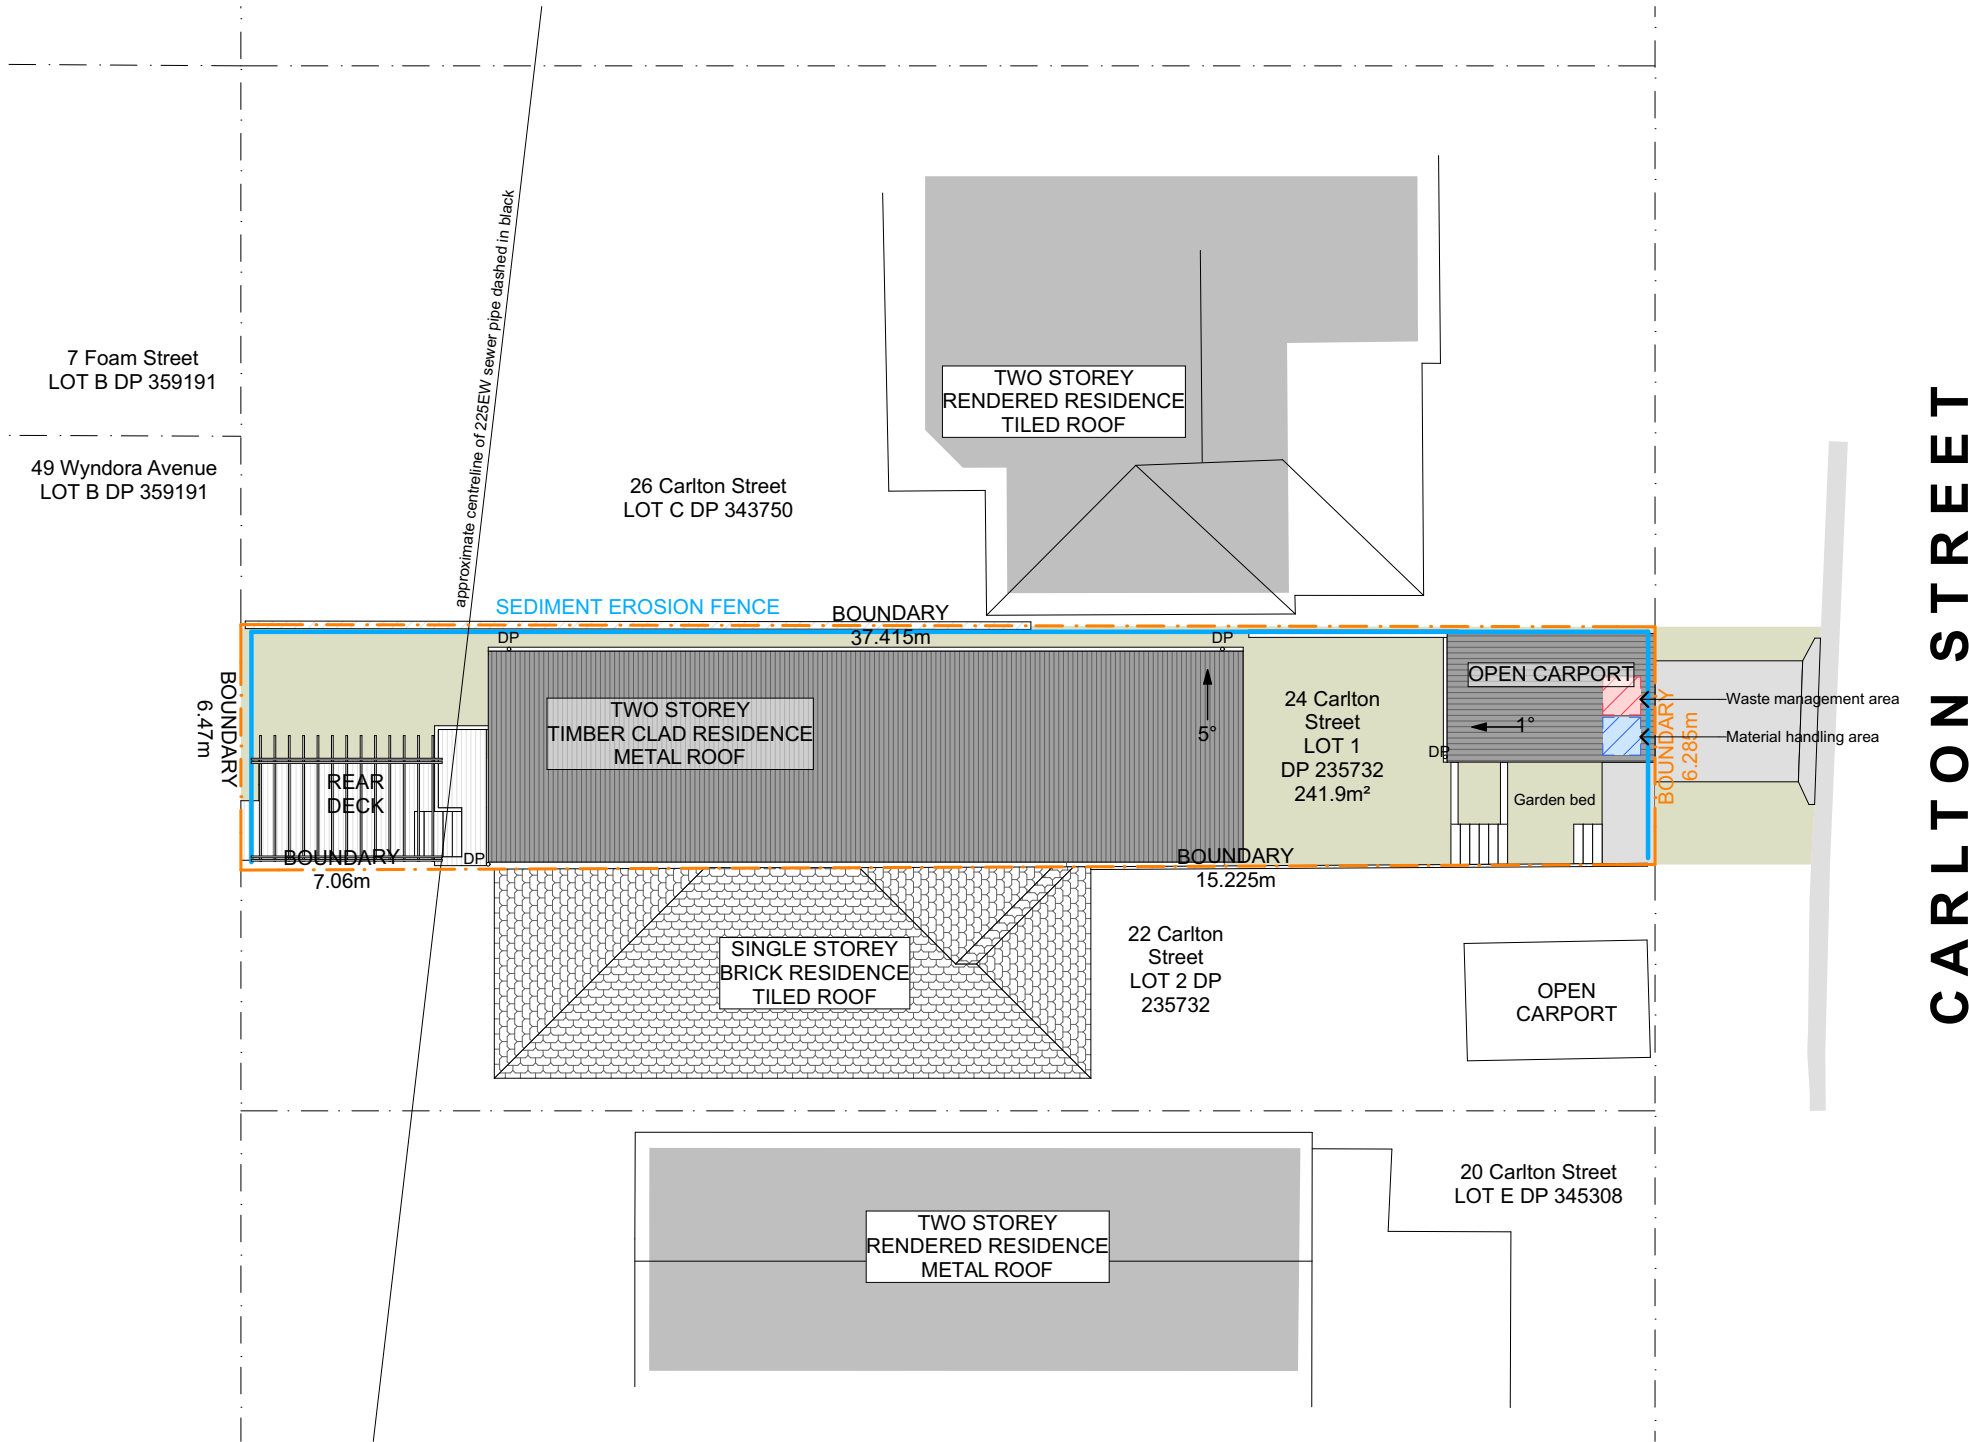 7 Foam Street
LOT B DP 359191
49 Wyndora Avenue
LOT B DP 359191
approximate centreline of 225EW sewer pipe dashed in black
26 Carlton Street
LOT C DP 343750
TWO STOREY
RENDERED RESIDENCE
TILED ROOF
CARLTON STREET
SEDIMENT EROSION FENCE
BOUNDARY
37.415m
DP
DP
BOUNDARY
6.47m
TWO STOREY
TIMBER CLAD RESIDENCE
METAL ROOF
5°
24 Carlton
Street
LOT 1
DP 235732
241.9m²
OPEN CARPORT
1°
DP
Waste management area
Material handling area
BOUNDARY
6.285m
Garden bed
REAR
DECK
BOUNDARY
7.06m
DP
BOUNDARY
15.225m
SINGLE STOREY
BRICK RESIDENCE
TILED ROOF
22 Carlton
Street
LOT 2 DP
235732
OPEN
CARPORT
20 Carlton Street
LOT E DP 345308
TWO STOREY
RENDERED RESIDENCE
METAL ROOF